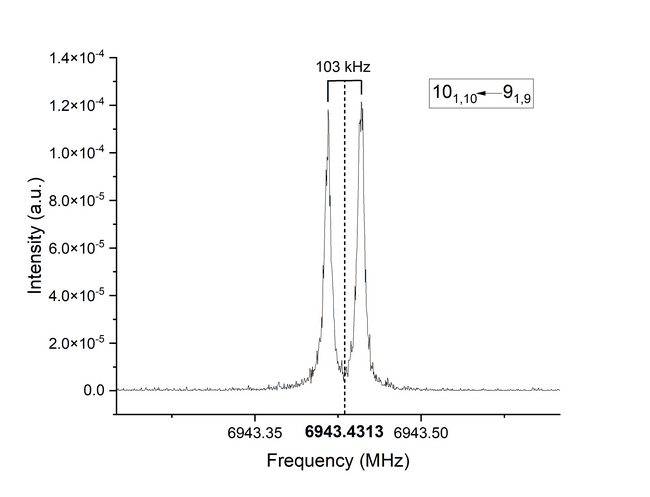 103 kHz
10₁,₁₀←9₁,₉
1.4×10⁻⁴
1.2×10⁻⁴
1.0×10⁻⁴
8.0×10⁻⁵
6.0×10⁻⁵
4.0×10⁻⁵
2.0×10⁻⁵
0.0
Intensity (a.u.)
6943.35 6943.4313 6943.50
Frequency (MHz)